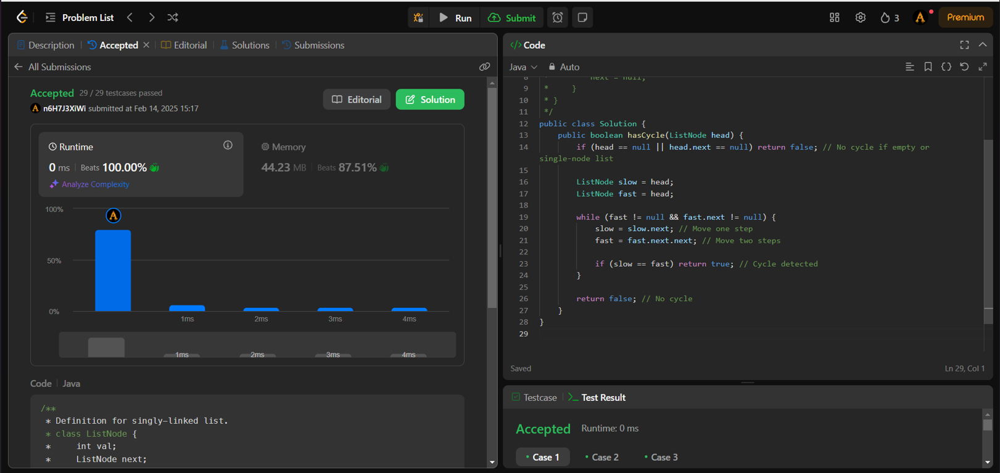 Problem List
Run
Submit
3
Premium
Description
Accepted
Editorial
Solutions
Submissions
All Submissions
Accepted 29 / 29 testcases passed
n6H7J3XiWi submitted at Feb 14, 2025 15:17
Editorial
Solution
Runtime
0 ms | Beats 100.00%
Analyze Complexity
Memory
44.23 MB | Beats 87.51%
100%
50%
0%
1ms 2ms 3ms 4ms
1ms 2ms 3ms 4ms
Code | Java
/**
* Definition for singly-linked list.
* class ListNode {
*     int val;
*     ListNode next;
</> Code
Java Auto
8 next = null;
9 *     }
10 * }
11 */
12 public class Solution {
13 public boolean hasCycle(ListNode head) {
14 if (head == null || head.next == null) return false; // No cycle if empty or
single-node list
15
16 ListNode slow = head;
17 ListNode fast = head;
18
19 while (fast != null && fast.next != null) {
20 slow = slow.next; // Move one step
21 fast = fast.next.next; // Move two steps
22
23 if (slow == fast) return true; // Cycle detected
24 }
25
26 return false; // No cycle
27 }
28 }
29
Saved
Ln 29, Col 1
Testcase
Test Result
Accepted Runtime: 0 ms
Case 1
Case 2
Case 3